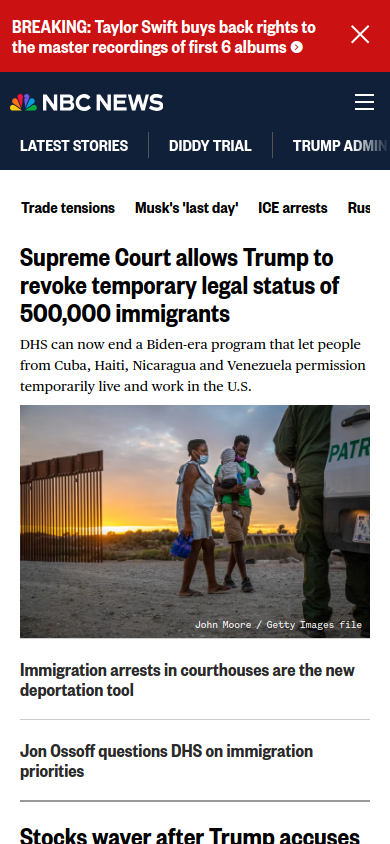 BREAKING: Taylor Swift buys back rights to
the master recordings of first 6 albums
NBC NEWS
LATEST STORIES
DIDDY TRIAL
TRUMP ADMIN
Trade tensions
Musk's 'last day'
ICE arrests
Rus
Supreme Court allows Trump to
revoke temporary legal status of
500,000 immigrants
DHS can now end a Biden-era program that let people
from Cuba, Haiti, Nicaragua and Venezuela permission
temporarily live and work in the U.S.
PATR
John Moore / Getty Images file
Immigration arrests in courthouses are the new
deportation tool
Jon Ossoff questions DHS on immigration
priorities
Stocks waver after Trump accuses